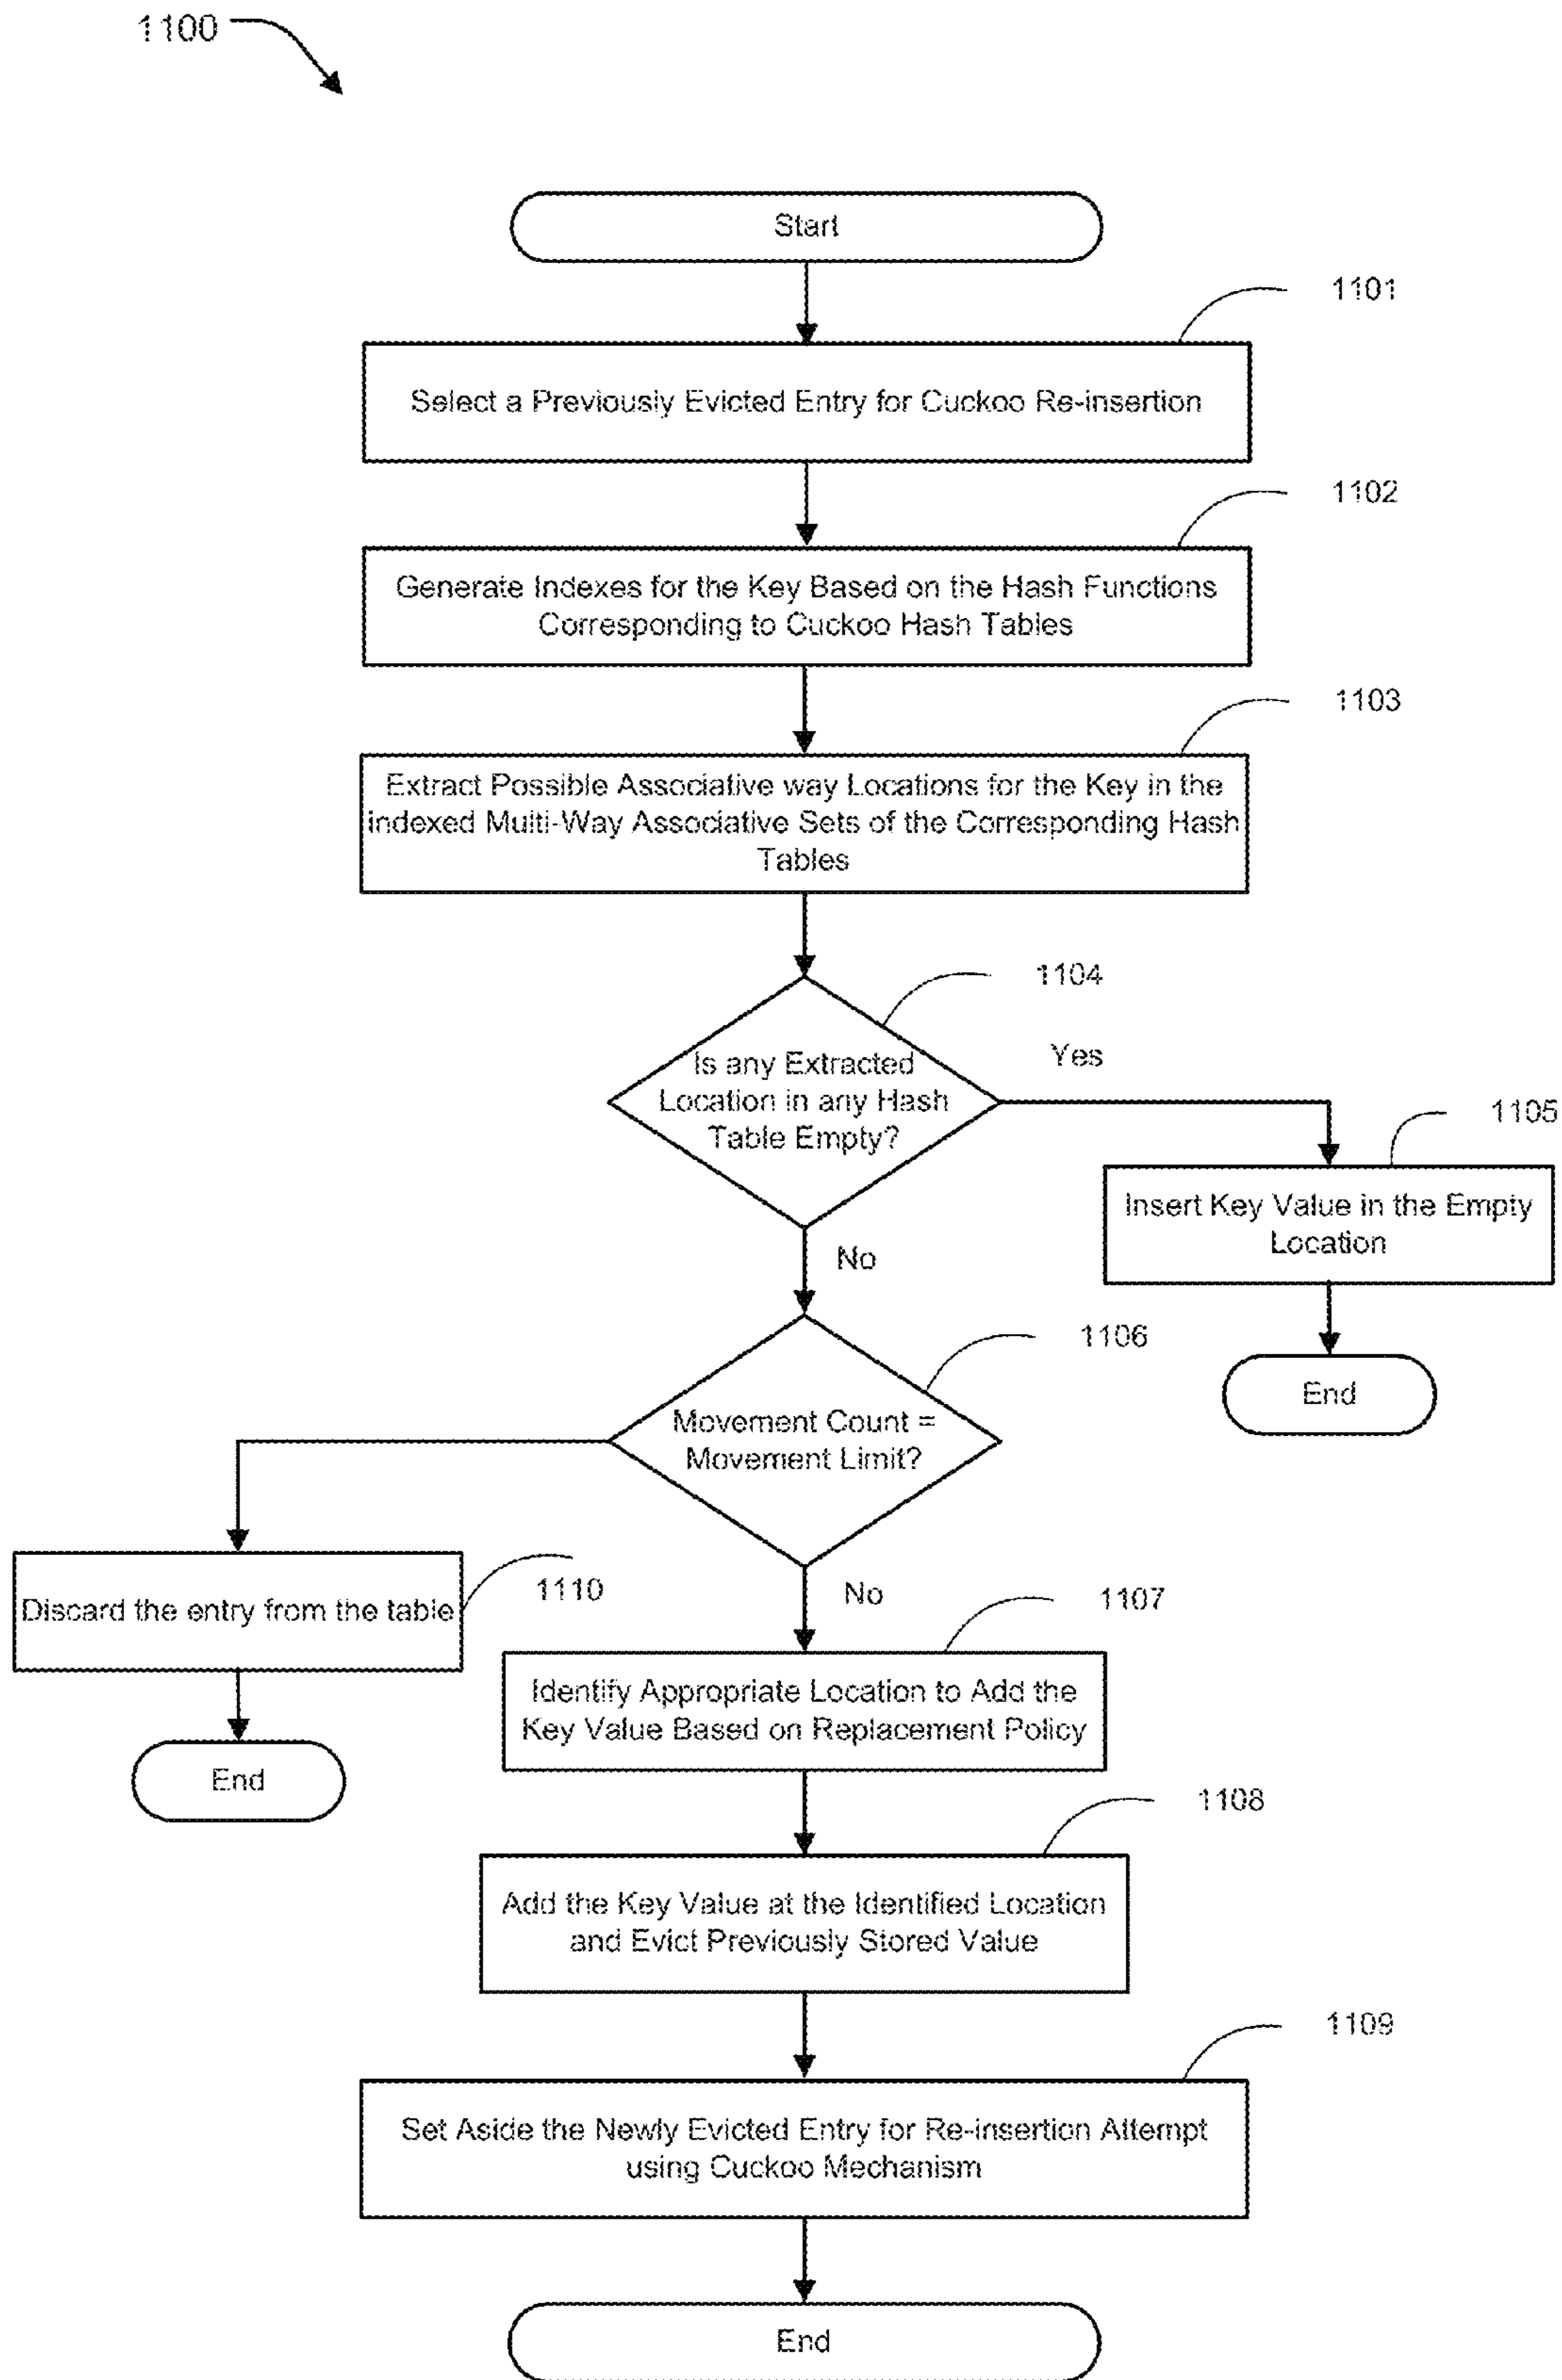 1100
Start
1101
Select a Previously Evicted Entry for Cuckoo Re-insertion
1102
Generate Indexes for the Key Based on the Hash Functions
Corresponding to Cuckoo Hash Tables
1103
Extract Possible Associative way Locations for the Key in the
indexed Multi-Way Associative Sets of the Corresponding Hash
Tables
1104
Is any Extracted
Location in any Hash
Table Empty?
Yes
1105
Insert Key Value in the Empty
Location
No
End
1106
Movement Count =
Movement Limit?
1110
Discard the entry from the table
No
1107
Identify Appropriate Location to Add the
Key Value Based on Replacement Policy
End
1108
Add the Key Value at the Identified Location
and Evict Previously Stored Value
1109
Set Aside the Newly Evicted Entry for Re-insertion Attempt
using Cuckoo Mechanism
End